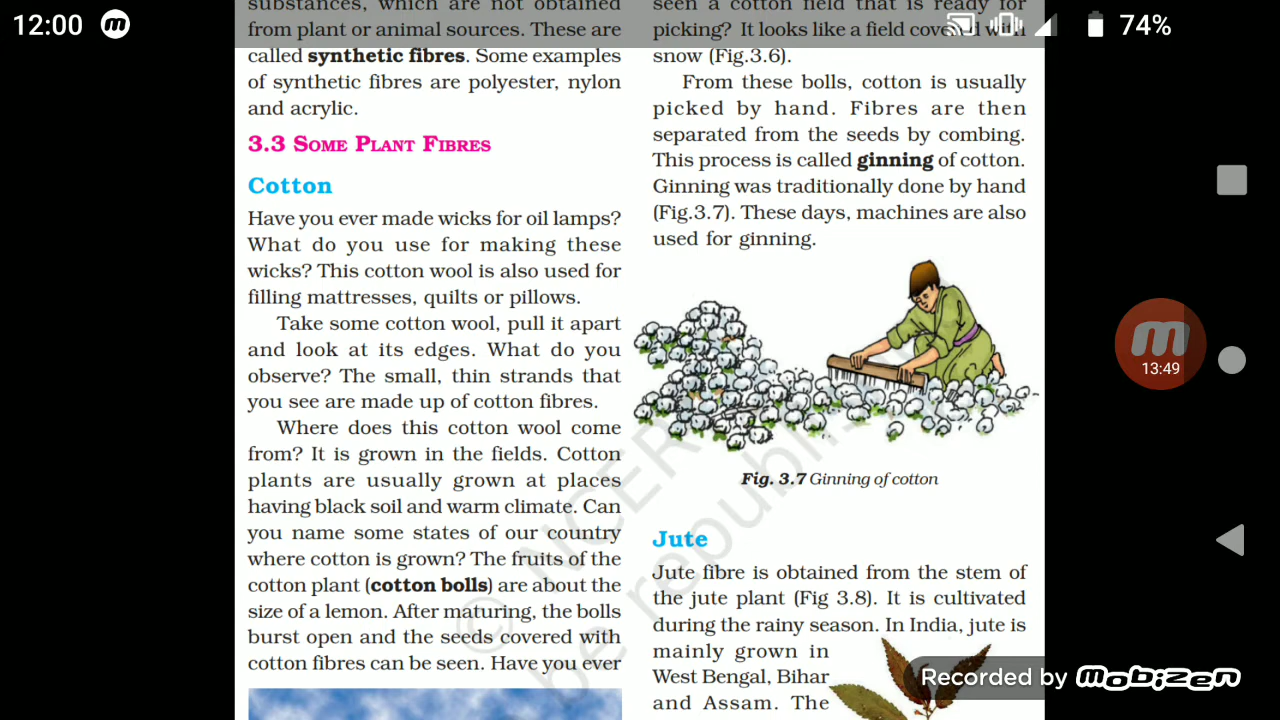 12:00
74%
substances, which are not obtained
from plant or animal sources. These are
called synthetic fibres. Some examples
of synthetic fibres are polyester, nylon
and acrylic.
3.3 SOME PLANT FIBRES
Cotton
Have you ever made wicks for oil lamps?
What do you use for making these
wicks? This cotton wool is also used for
filling mattresses, quilts or pillows.
Take some cotton wool, pull it apart
and look at its edges. What do you
observe? The small, thin strands that
you see are made up of cotton fibres.
Where does this cotton wool come
from? It is grown in the fields. Cotton
plants are usually grown at places
having black soil and warm climate. Can
you name some states of our country
where cotton is grown? The fruits of the
cotton plant (cotton bolls) are about the
size of a lemon. After maturing, the bolls
burst open and the seeds covered with
cotton fibres can be seen. Have you ever
seen a cotton field that is ready for
picking? It looks like a field covered with
snow (Fig.3.6).
From these bolls, cotton is usually
picked by hand. Fibres are then
separated from the seeds by combing.
This process is called ginning of cotton.
Ginning was traditionally done by hand
(Fig.3.7). These days, machines are also
used for ginning.
Fig. 3.7 Ginning of cotton
Jute
Jute fibre is obtained from the stem of
the jute plant (Fig 3.8). It is cultivated
during the rainy season. In India, jute is
mainly grown in
West Bengal, Bihar
and Assam. The
© NCERT
be republis
13:49
Recorded by mobizen